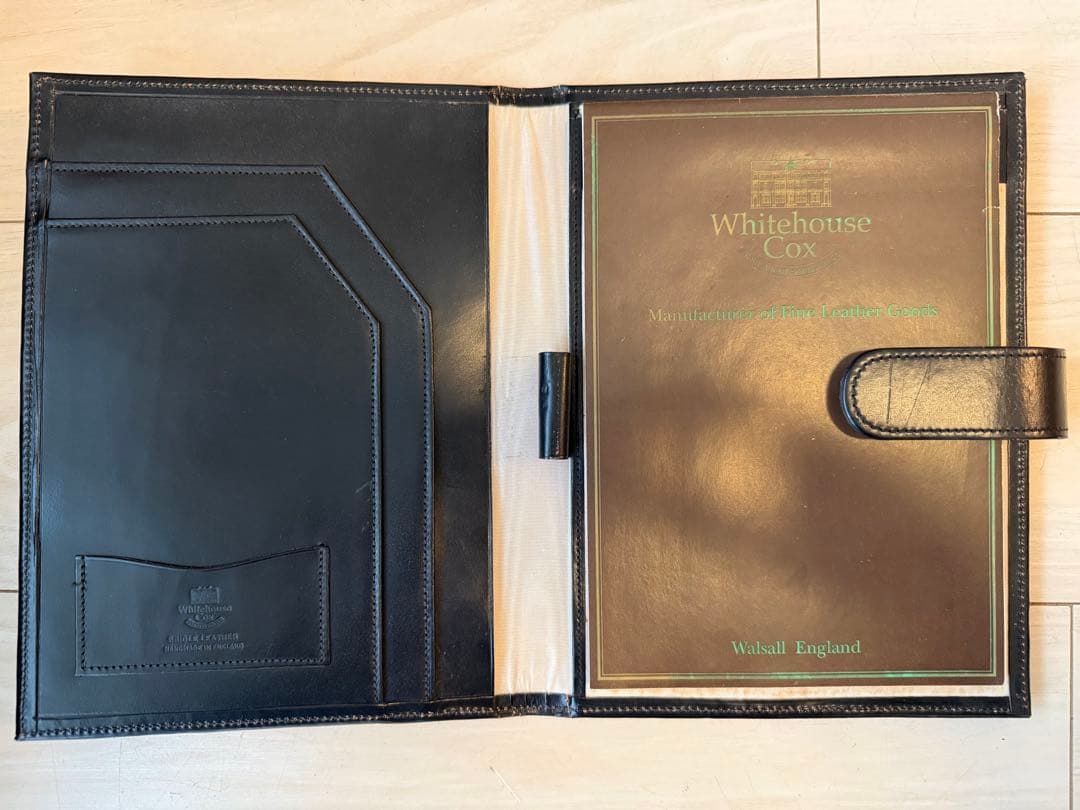 Whitehouse
Cox
BRIDLE LEATHER
HANDMADE IN ENGLAND
Whitehouse
Cox
Manufacturer of Fine Leather Goods
Walsall England